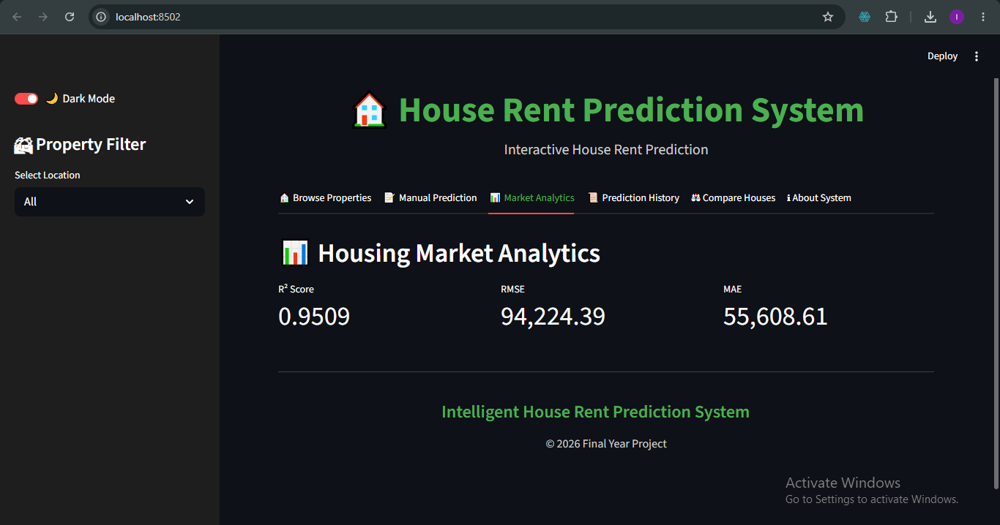 localhost:8502
I
Deploy
🌙 Dark Mode
House Rent Prediction System
Property Filter
Interactive House Rent Prediction
Select Location
All
Browse Properties
Manual Prediction
Market Analytics
Prediction History
Compare Houses
ℹ About System
Housing Market Analytics
R² Score
RMSE
MAE
0.9509
94,224.39
55,608.61
Intelligent House Rent Prediction System
© 2026 Final Year Project
Activate Windows
Go to Settings to activate Windows.